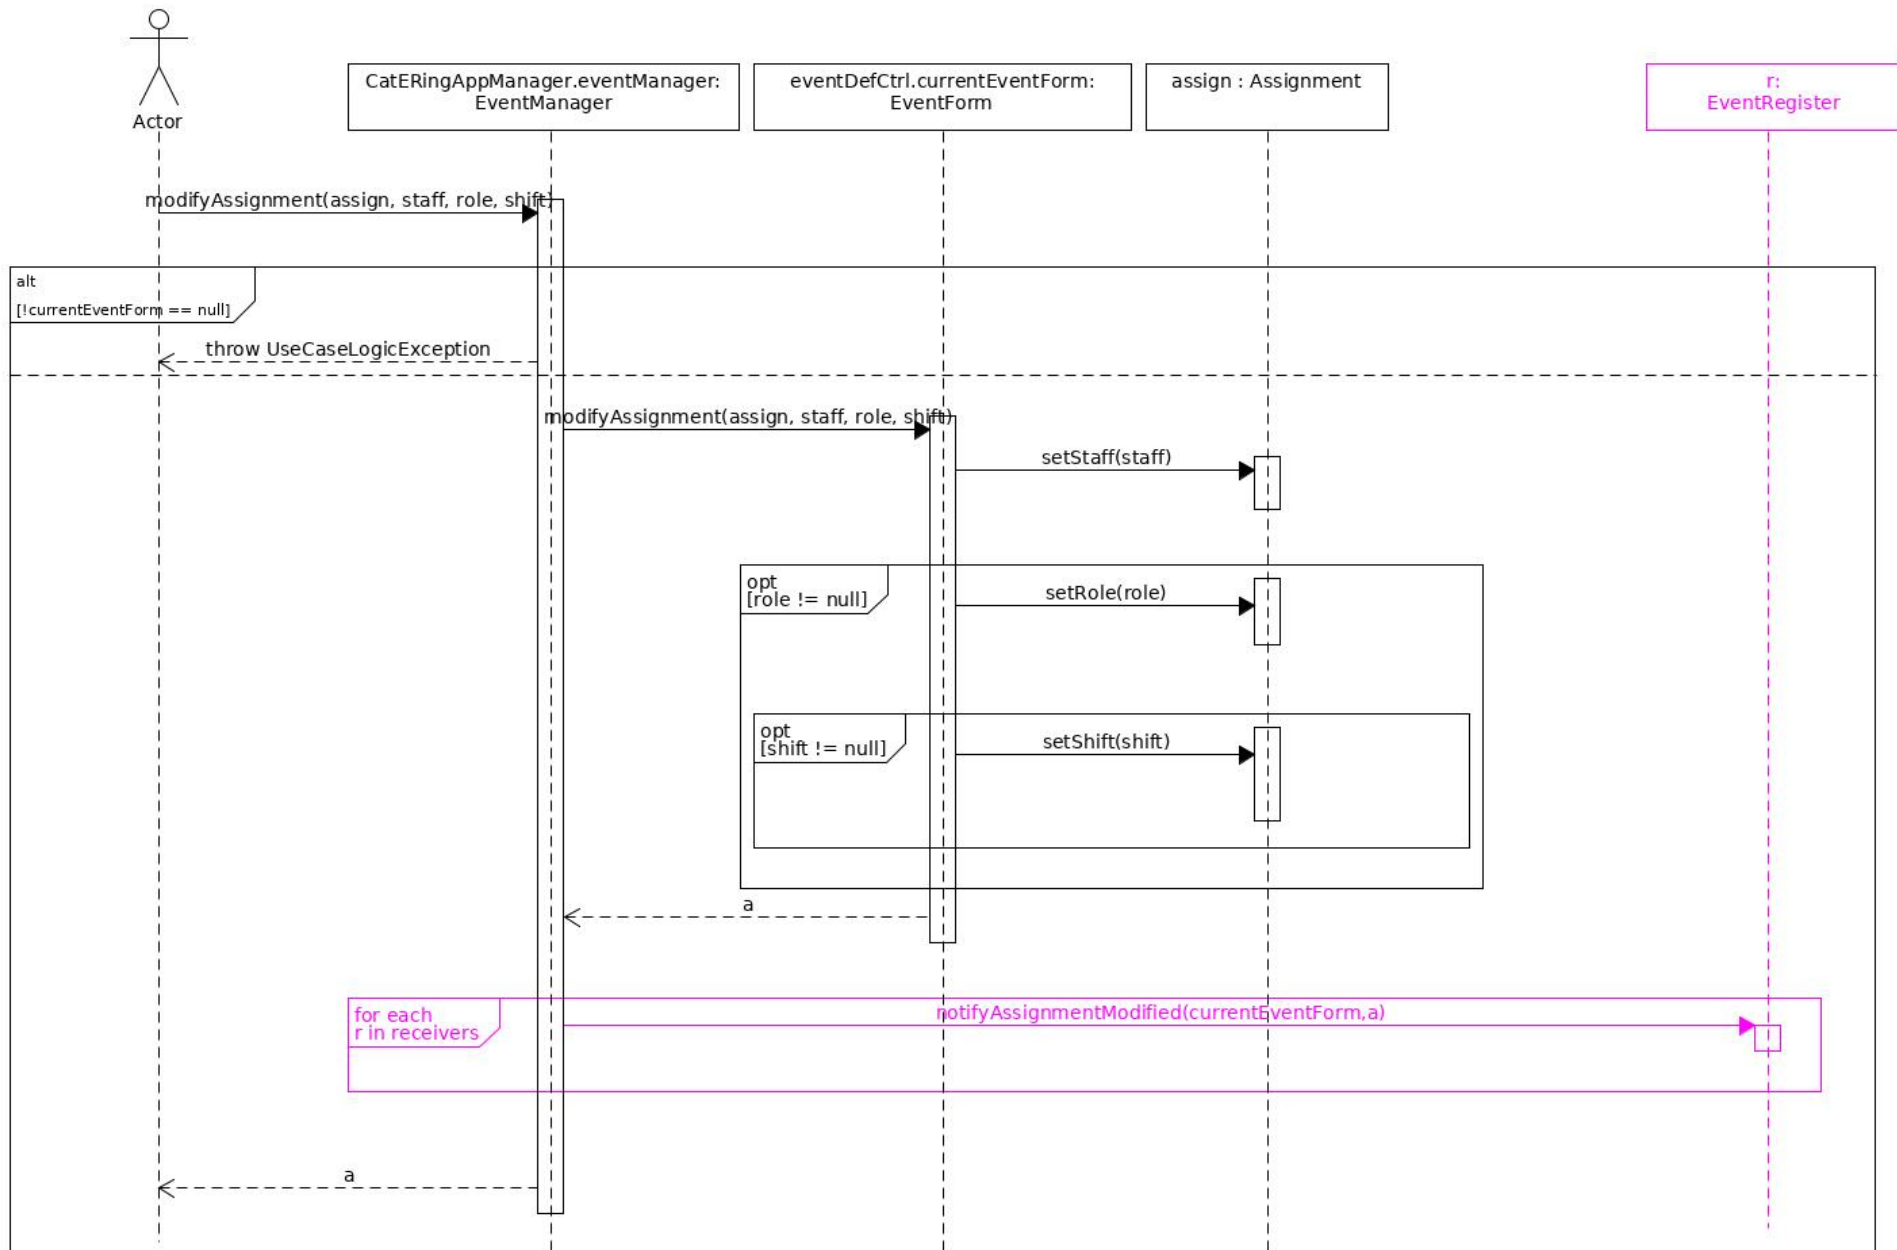 Actor
CatERingAppManager.eventManager:
EventManager
eventDefCtrl.currentEventForm:
EventForm
assign : Assignment
r:
EventRegister
modifyAssignment(assign, staff, role, shift)
alt
[!currentEventForm == null]
throw UseCaseLogicException
modifyAssignment(assign, staff, role, shift)
setStaff(staff)
opt
[role != null]
setRole(role)
opt
[shift != null]
setShift(shift)
a
for each
r in receivers
notifyAssignmentModified(currentEventForm,a)
a